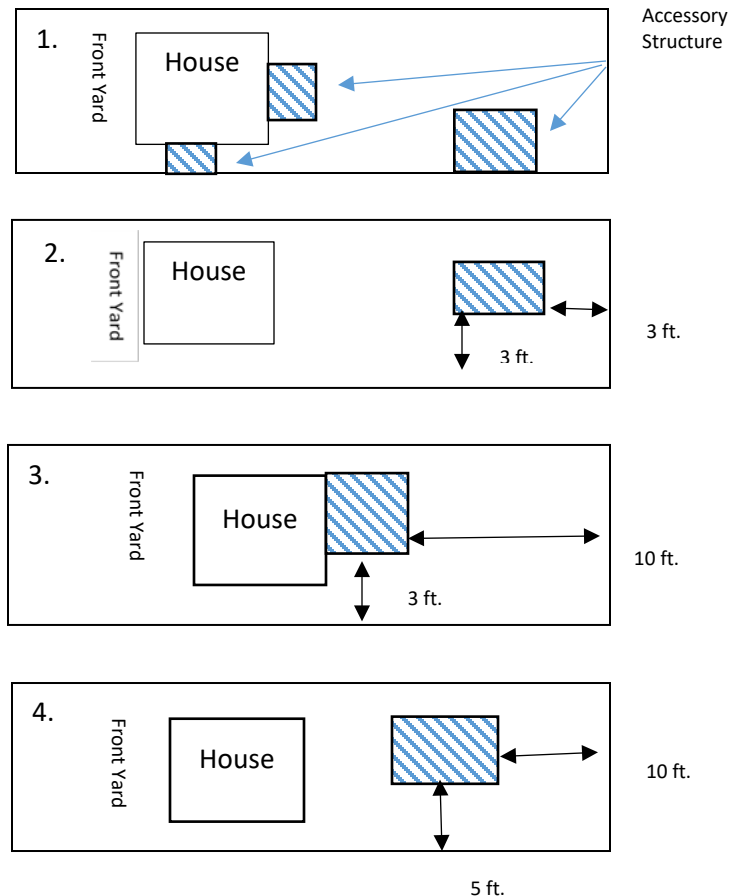 Accessory
Structure
1.
Front Yard
House
2.
Front Yard
House
3 ft.
3 ft.
3.
Front Yard
House
10 ft.
3 ft.
4.
Front Yard
House
10 ft.
5 ft.